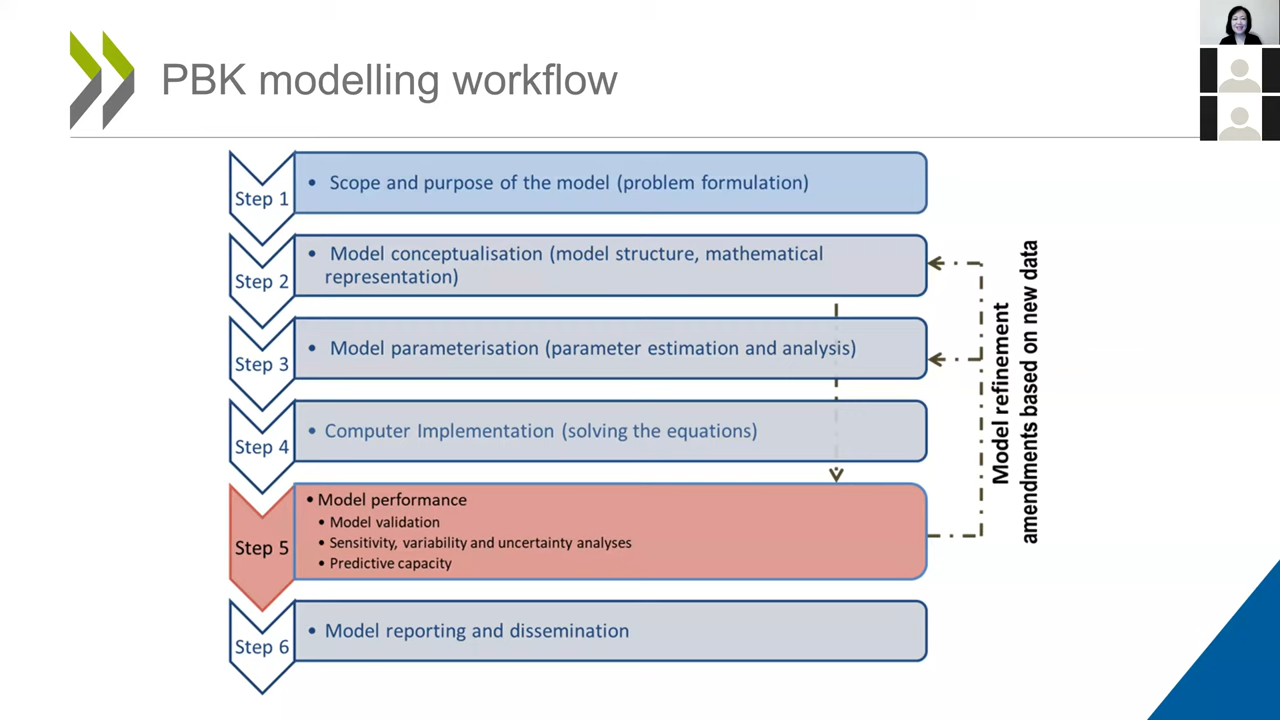 PBK modelling workflow
Step 1
• Scope and purpose of the model (problem formulation)
Step 2
• Model conceptualisation (model structure, mathematical
representation)
Step 3
• Model parameterisation (parameter estimation and analysis)
Step 4
• Computer Implementation (solving the equations)
Step 5
• Model performance
• Model validation
• Sensitivity, variability and uncertainty analyses
• Predictive capacity
Step 6
• Model reporting and dissemination
Model refinement
amendments based on new data